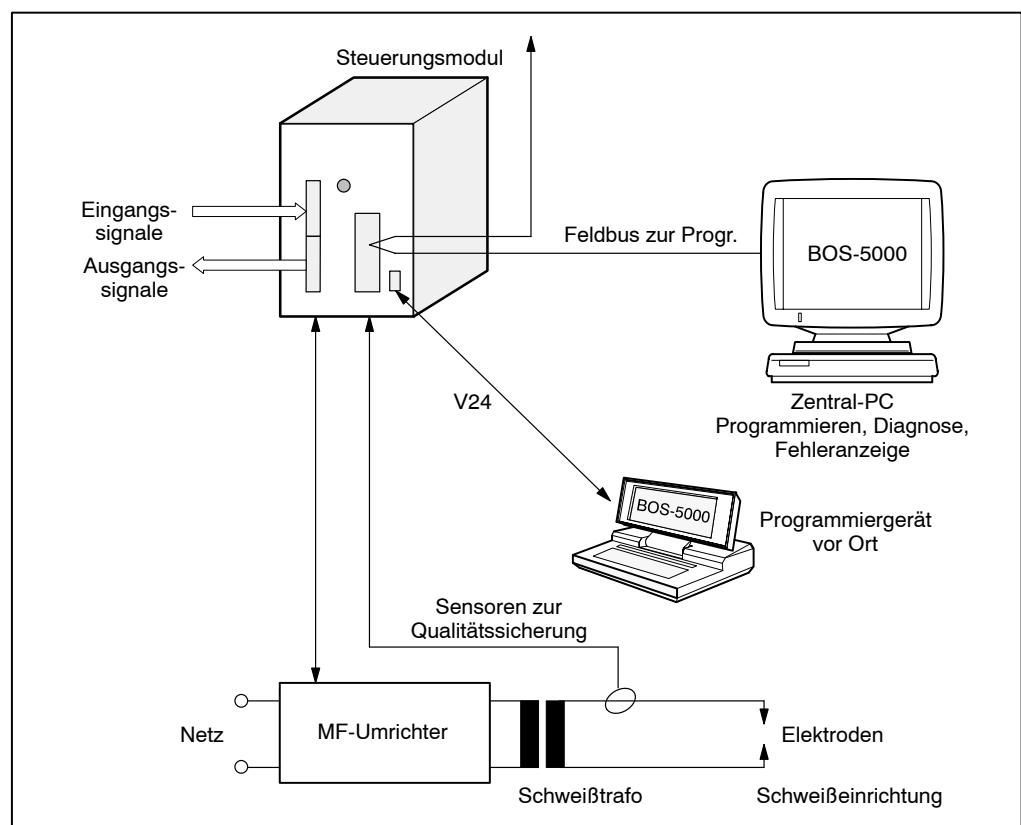 Steuerungsmodul
Eingangs-
signale
Ausgangs-
signale
Feldbus zur Progr.
BOS-5000
V24
Zentral-PC
Programmieren, Diagnose,
Fehleranzeige
BOS-5000
Programmiergerät
vor Ort
Sensoren zur
Qualitätssicherung
Netz
MF-Umrichter
Elektroden
Schweißtrafo
Schweißeinrichtung